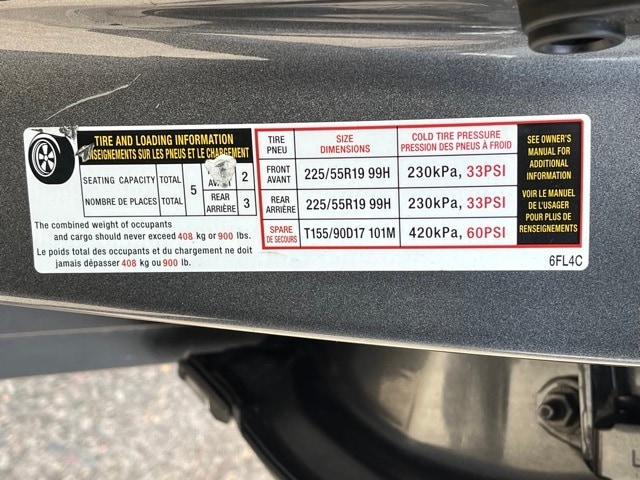 TIRE AND LOADING INFORMATION
RENSEIGNEMENTS SUR LES PNEUS ET LE CHARGEMENT
SEATING CAPACITY TOTAL 5 2
NOMBRE DE PLACES TOTAL REAR ARRIÈRE 3
The combined weight of occupants
and cargo should never exceed 408 kg or 900 lbs.
Le poids total des occupants et du chargement ne doit
jamais dépasser 408 kg ou 900 lb.
TIRE PNEU SIZE DIMENSIONS COLD TIRE PRESSURE PRESSION DES PNEUS À FROID
FRONT AVANT 225/55R19 99H 230kPa, 33PSI
REAR ARRIÈRE 225/55R19 99H 230kPa, 33PSI
SPARE DE SECOURS T155/90D17 101M 420kPa, 60PSI
SEE OWNER'S
MANUAL FOR
ADDITIONAL
INFORMATION
VOIR LE MANUEL
DE L'USAGER
POUR PLUS DE
RENSEIGNEMENTS
6FL4C